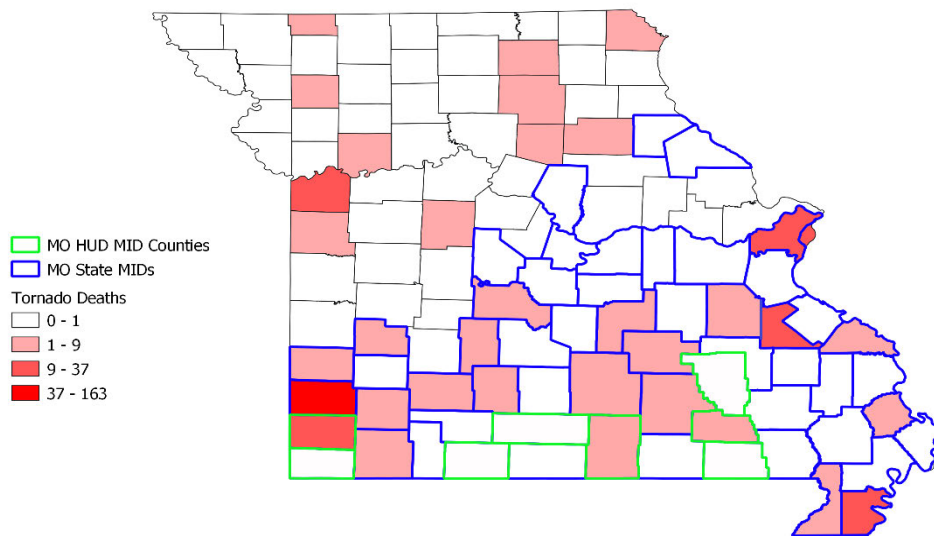 MO HUD MID Counties
MO State MIDs
Tornado Deaths
0 - 1
1 - 9
9 - 37
37 - 163